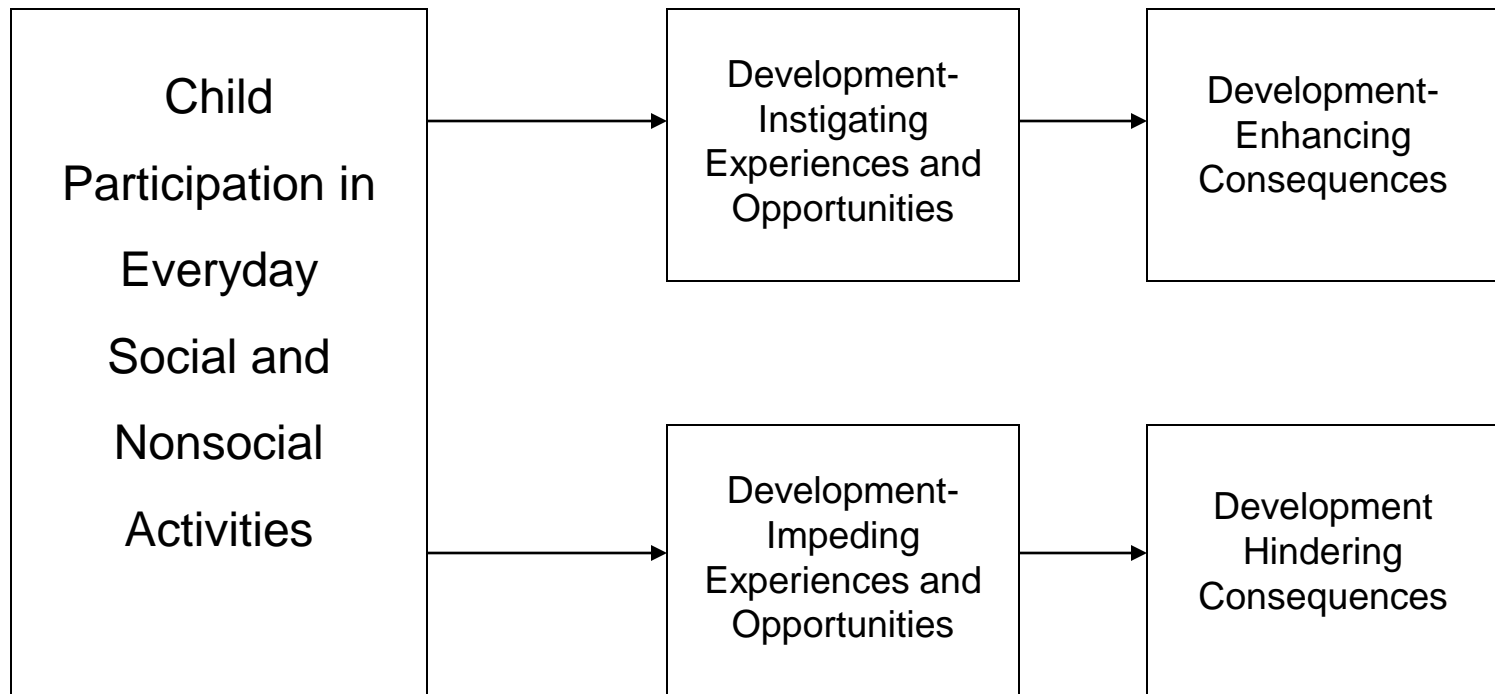 Child
Participation in
Everyday
Social and
Nonsocial
Activities
Development-
Instigating
Experiences and
Opportunities
Development-
Enhancing
Consequences
Development-
Impeding
Experiences and
Opportunities
Development
Hindering
Consequences